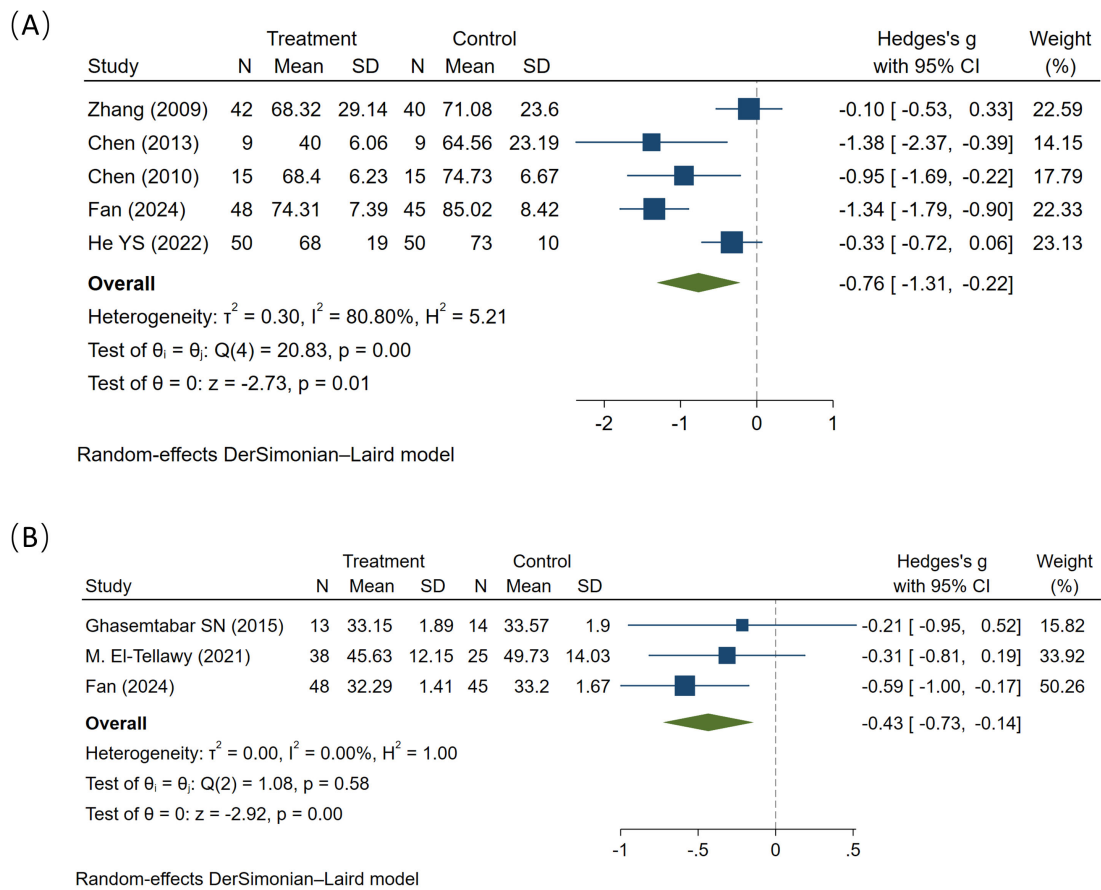 (A)
Treatment Control Hedges's g Weight
Study N Mean SD N Mean SD with 95% CI (%)
Zhang (2009) 42 68.32 29.14 40 71.08 23.6 -0.10 [ -0.53, 0.33] 22.59
Chen (2013) 9 40 6.06 9 64.56 23.19 -1.38 [ -2.37, -0.39] 14.15
Chen (2010) 15 68.4 6.23 15 74.73 6.67 -0.95 [ -1.69, -0.22] 17.79
Fan (2024) 48 74.31 7.39 45 85.02 8.42 -1.34 [ -1.79, -0.90] 22.33
He YS (2022) 50 68 19 50 73 10 -0.33 [ -0.72, 0.06] 23.13
Overall -0.76 [ -1.31, -0.22]
Heterogeneity: τ² = 0.30, I² = 80.80%, H² = 5.21
Test of θᵢ = θⱼ: Q(4) = 20.83, p = 0.00
Test of θ = 0: z = -2.73, p = 0.01
-2 -1 0 1
Random-effects DerSimonian–Laird model
(B)
Treatment Control Hedges's g Weight
Study N Mean SD N Mean SD with 95% CI (%)
Ghasemtabar SN (2015) 13 33.15 1.89 14 33.57 1.9 -0.21 [ -0.95, 0.52] 15.82
M. El-Tellawy (2021) 38 45.63 12.15 25 49.73 14.03 -0.31 [ -0.81, 0.19] 33.92
Fan (2024) 48 32.29 1.41 45 33.2 1.67 -0.59 [ -1.00, -0.17] 50.26
Overall -0.43 [ -0.73, -0.14]
Heterogeneity: τ² = 0.00, I² = 0.00%, H² = 1.00
Test of θᵢ = θⱼ: Q(2) = 1.08, p = 0.58
Test of θ = 0: z = -2.92, p = 0.00
-1 -.5 0 .5
Random-effects DerSimonian–Laird model